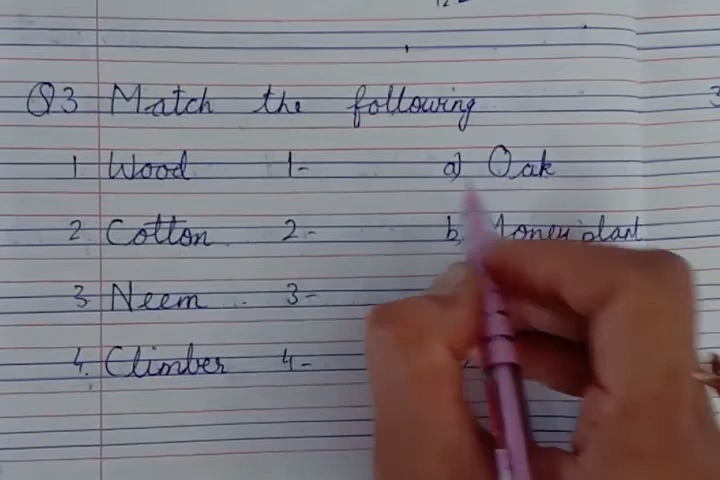 Q3 Match the following
1 Wood 1- a) Oak
2. Cotton 2- b. Money plant
3 Neem 3-
4. Climber 4-